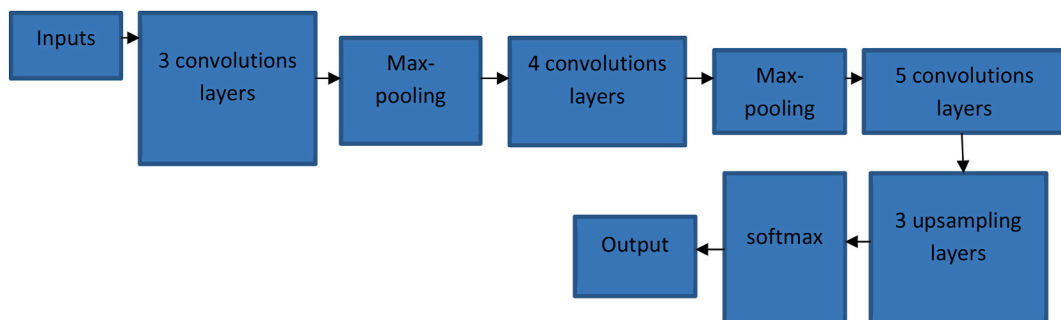 Inputs
3 convolutions
layers
Max-
pooling
4 convolutions
layers
Max-
pooling
5 convolutions
layers
3 upsampling
layers
softmax
Output